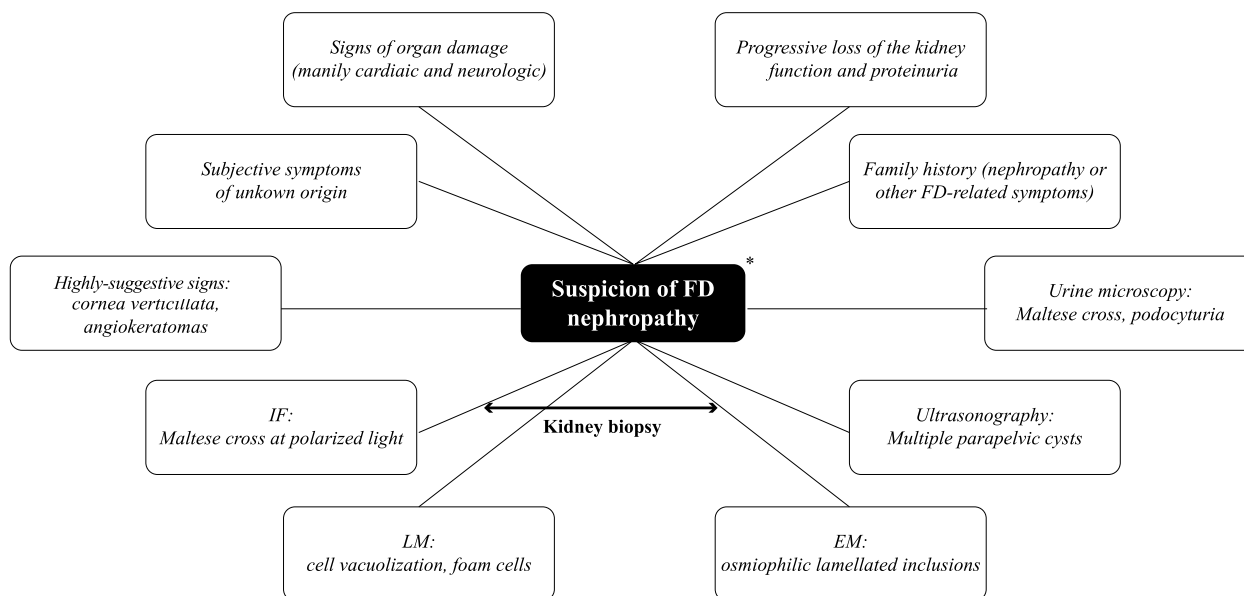 Signs of organ damage
(manily cardiaic and neurologic)
Progressive loss of the kidney
function and proteinuria
Subjective symptoms
of unkown origin
Family history (nephropathy or
other FD-related symptoms)
Highly-suggestive signs:
cornea verticillata,
angiokeratomas
Suspicion of FD
nephropathy
*
Urine microscopy:
Maltese cross, podocyturia
IF:
Maltese cross at polarized light
Kidney biopsy
Ultrasonography:
Multiple parapelvic cysts
LM:
cell vacuolization, foam cells
EM:
osmiophilic lamellated inclusions